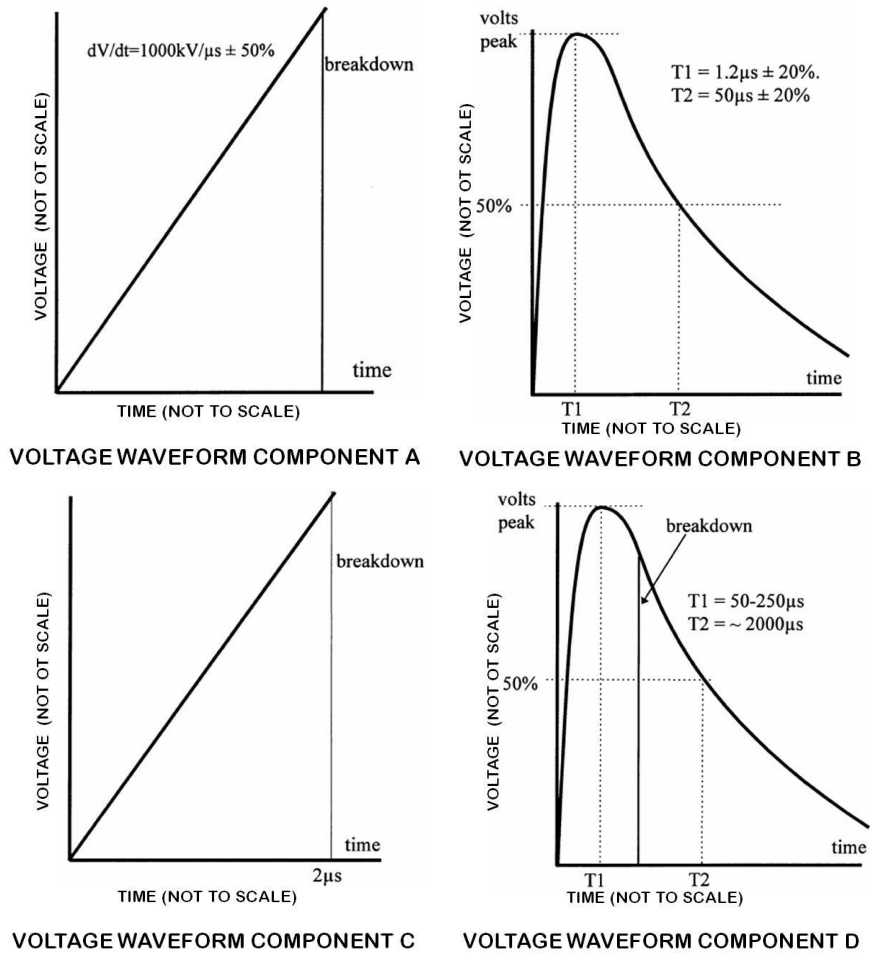 dV/dt=1000kV/µs ± 50%
breakdown
VOLTAGE (NOT OT SCALE)
time
TIME (NOT TO SCALE)
VOLTAGE WAVEFORM COMPONENT A
volts
peak
T1 = 1.2µs ± 20%.
T2 = 50µs ± 20%
50%
VOLTAGE (NOT OT SCALE)
time
T1
T2
TIME (NOT TO SCALE)
VOLTAGE WAVEFORM COMPONENT B
breakdown
VOLTAGE (NOT OT SCALE)
time
2µs
TIME (NOT TO SCALE)
VOLTAGE WAVEFORM COMPONENT C
volts
peak
breakdown
T1 = 50-250µs
T2 = ~ 2000µs
50%
VOLTAGE (NOT OT SCALE)
time
T1
T2
TIME (NOT TO SCALE)
VOLTAGE WAVEFORM COMPONENT D